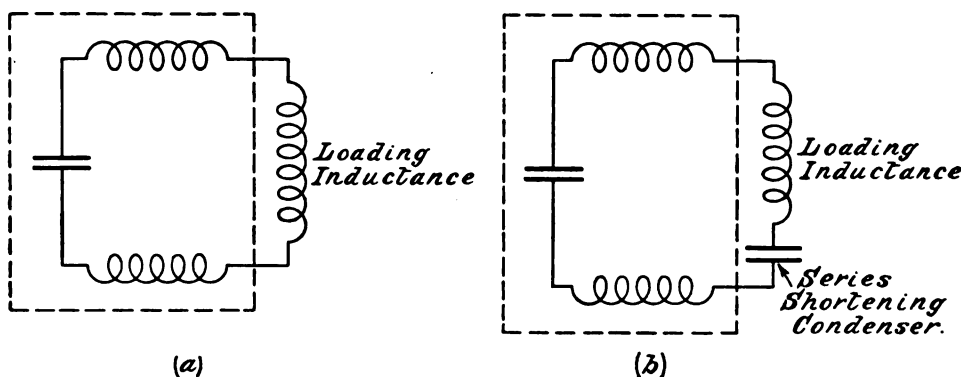 Loading
Inductance
(a)
Loading
Inductance
Series
Shortening
Condenser.
(b)